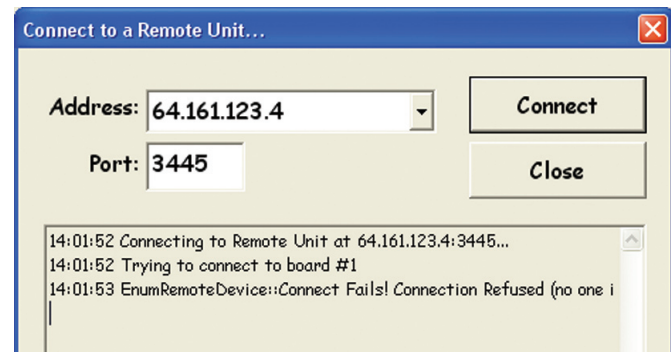 Connect to a Remote Unit...
Address: 64.161.123.4 Connect
Port: 3445 Close
14:01:52 Connecting to Remote Unit at 64.161.123.4:3445...
14:01:52 Trying to connect to board #1
14:01:53 EnumRemoteDevice::Connect Fails! Connection Refused (no one i